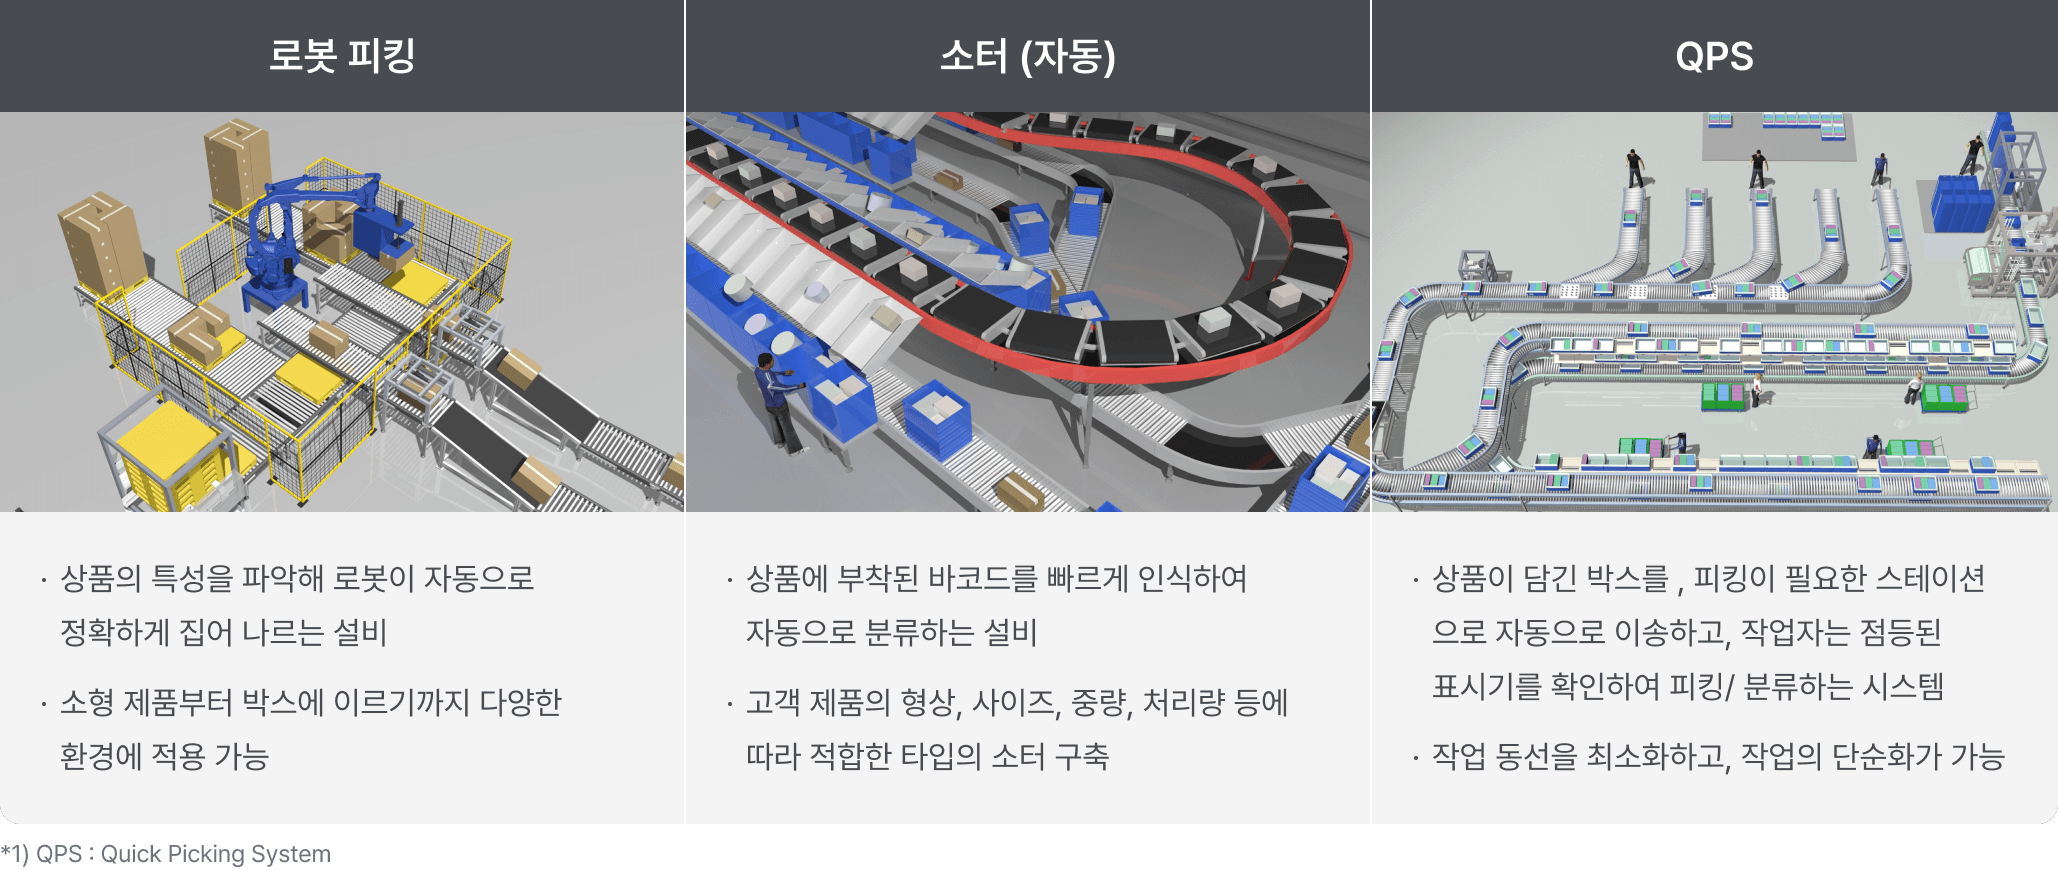 로봇 피킹
소터 (자동)
QPS
· 상품의 특성을 파악해 로봇이 자동으로
정확하게 집어 나르는 설비
· 소형 제품부터 박스에 이르기까지 다양한
환경에 적용 가능
· 상품에 부착된 바코드를 빠르게 인식하여
자동으로 분류하는 설비
· 고객 제품의 형상, 사이즈, 중량, 처리량 등에
따라 적합한 타입의 소터 구축
· 상품이 담긴 박스를 , 피킹이 필요한 스테이션
으로 자동으로 이송하고, 작업자는 점등된
표시기를 확인하여 피킹/ 분류하는 시스템
· 작업 동선을 최소화하고, 작업의 단순화가 가능
*1) QPS : Quick Picking System